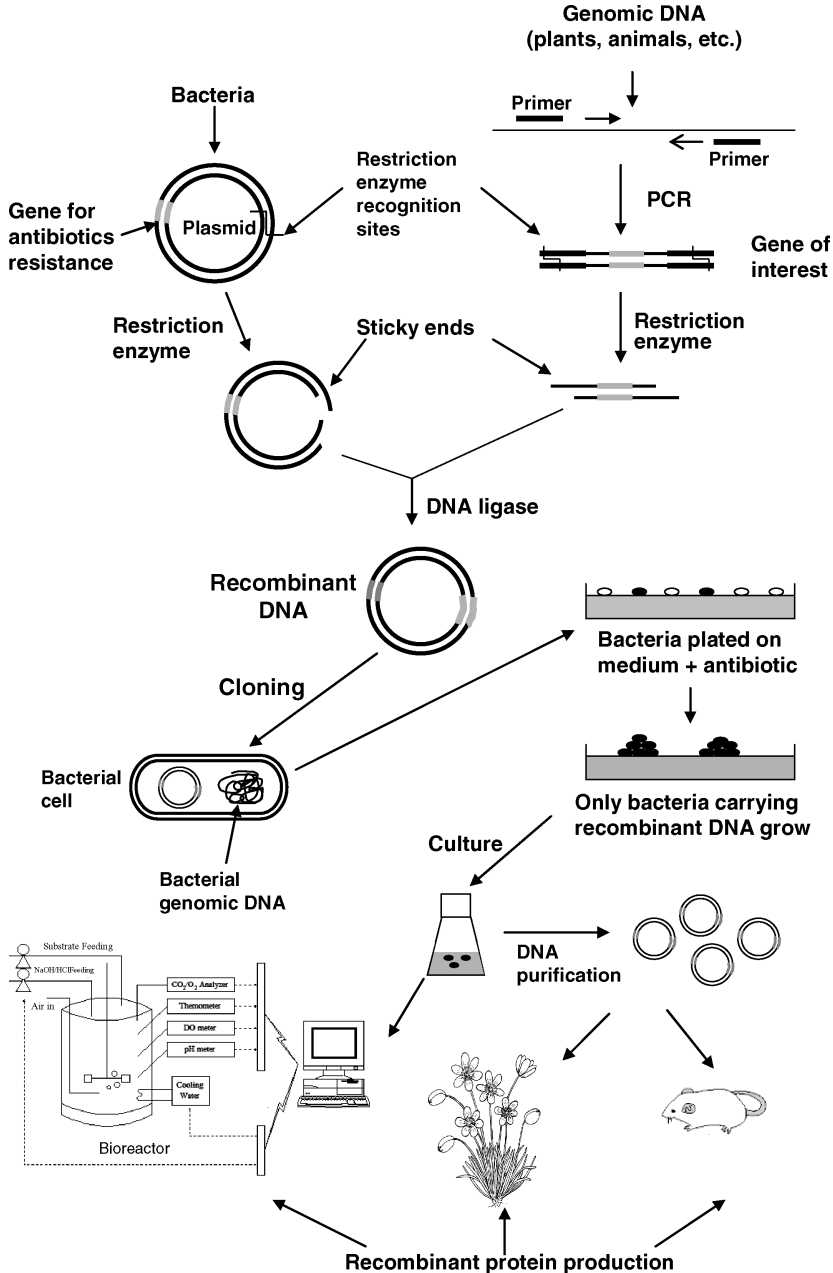 Genomic DNA
(plants, animals, etc.)
Bacteria
Primer
Primer
Restriction
enzyme
recognition
sites
PCR
Gene for
antibiotics
resistance
Plasmid
Gene of
interest
Restriction
enzyme
Sticky ends
Restriction
enzyme
DNA ligase
Recombinant
DNA
Bacteria plated on
medium + antibiotic
Cloning
Bacterial
cell
Only bacteria carrying
recombinant DNA grow
Culture
Bacterial
genomic DNA
DNA
purification
Substrate Feeding
NaOH/HClFeeding
Air in
CO2/O2 Analyzer
Thermometer
DO meter
pH meter
Cooling
Water
Bioreactor
Recombinant protein production